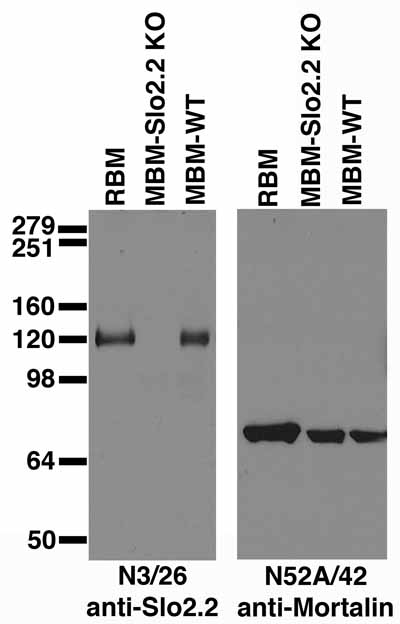 RBM
MBM-Slo2.2 KO
MBM-WT
RBM
MBM-Slo2.2 KO
MBM-WT
279
251
160
120
98
64
50
N3/26
anti-Slo2.2
N52A/42
anti-Mortalin